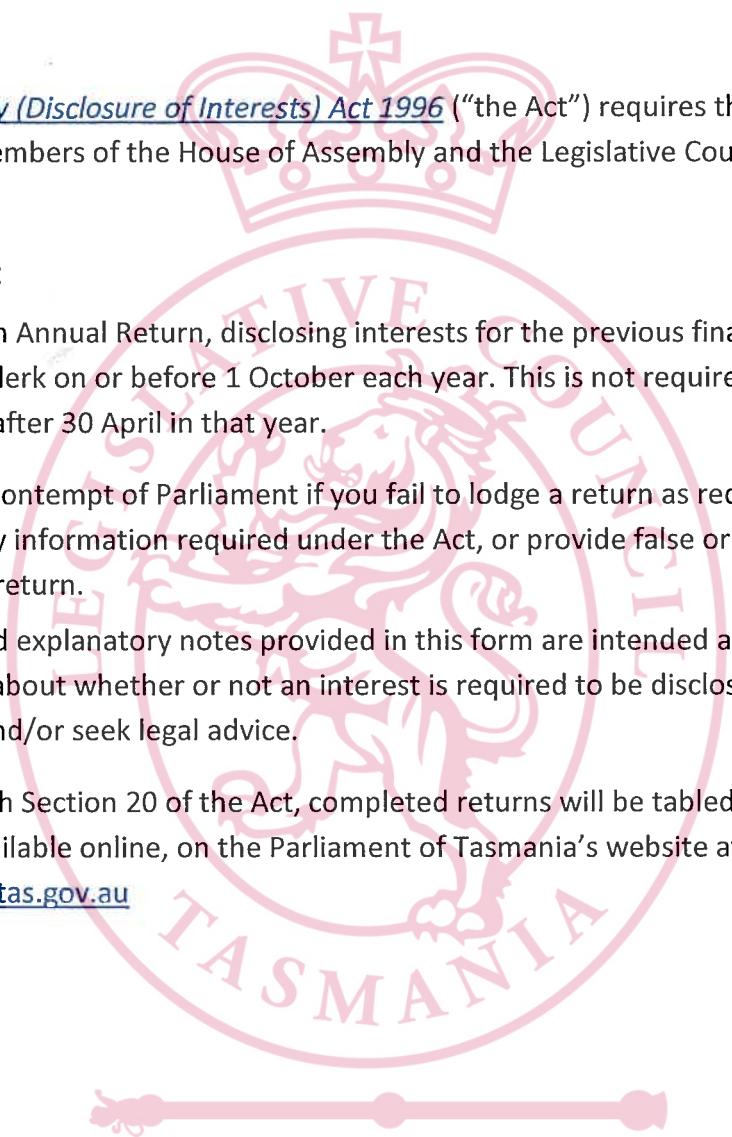 y (Disclosure of Interests) Act 1996 (“the Act”) requires th
embers of the House of Assembly and the Legislative Cou
:
n Annual Return, disclosing interests for the previous fina
lerk on or before 1 October each year. This is not require
after 30 April in that year.
ontempt of Parliament if you fail to lodge a return as rec
y information required under the Act, or provide false or
return.
d explanatory notes provided in this form are intended a
about whether or not an interest is required to be disclos
nd/or seek legal advice.
h Section 20 of the Act, completed returns will be tabled
ilable online, on the Parliament of Tasmania’s website a
tas.gov.au
LEGISLATIVE COUNCIL
TASMANIA